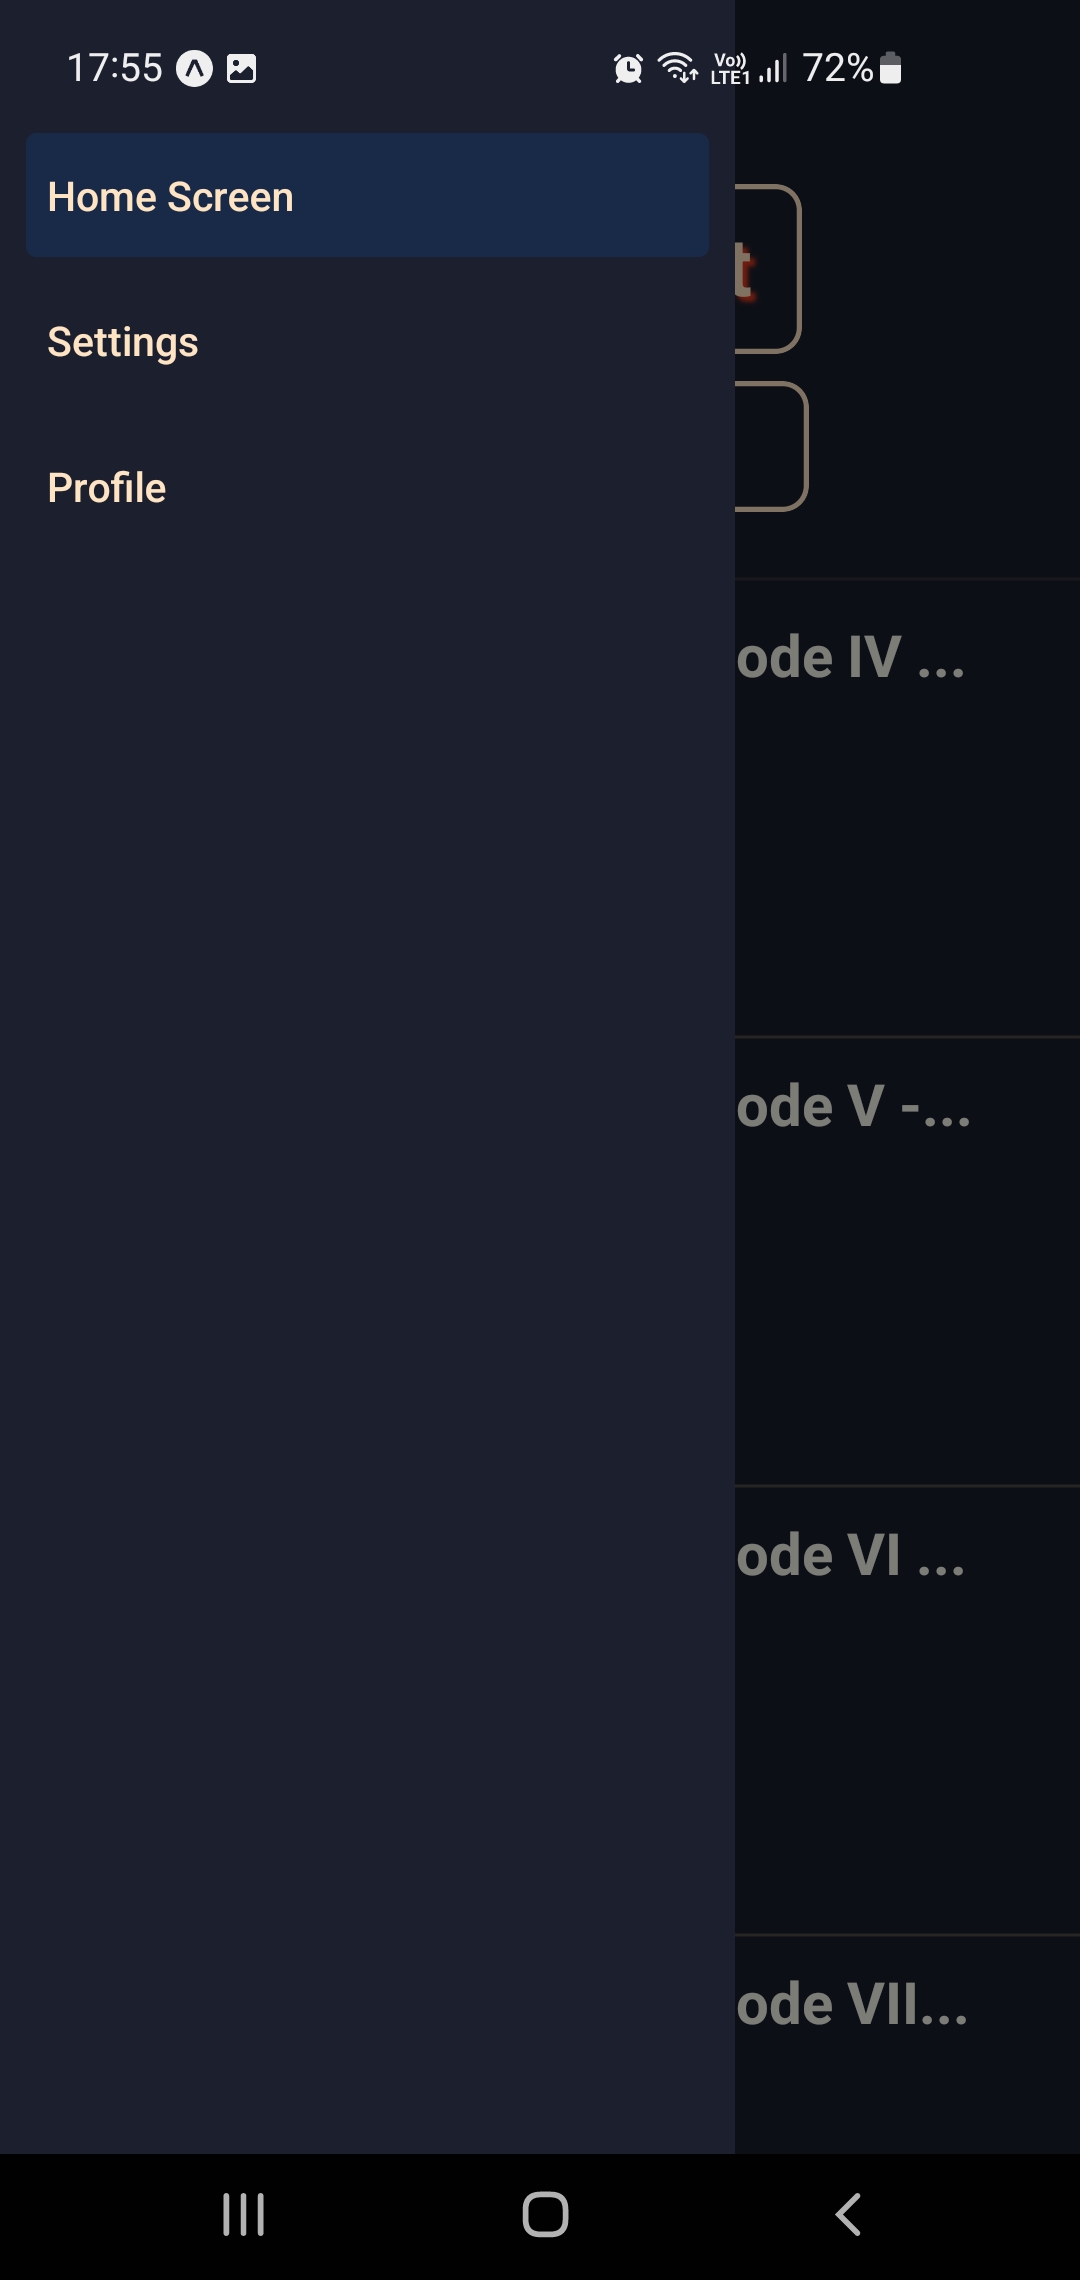 17:55 Vo)) LTE1 72%
Home Screen
t
Settings
Profile
ode IV ...
ode V -...
ode VI ...
ode VII...